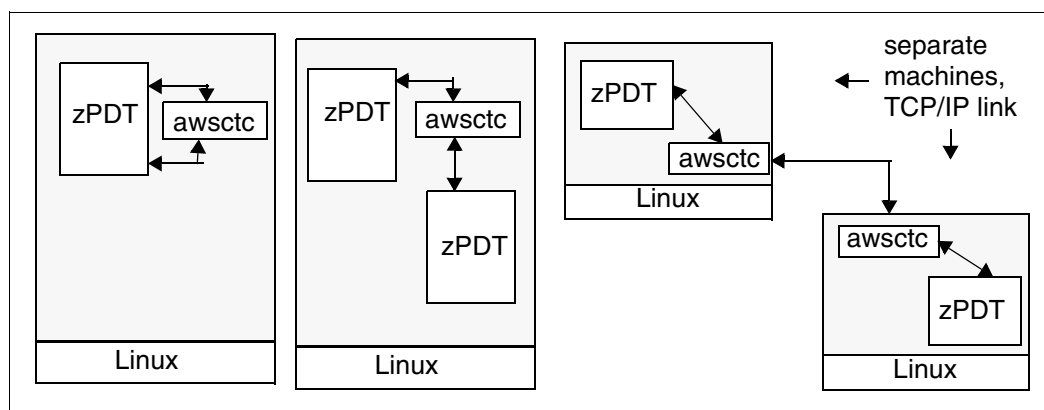 zPDT
awsctc
Linux
zPDT
awsctc
zPDT
Linux
zPDT
awsctc
Linux
separate
machines,
TCP/IP link
awsctc
zPDT
Linux